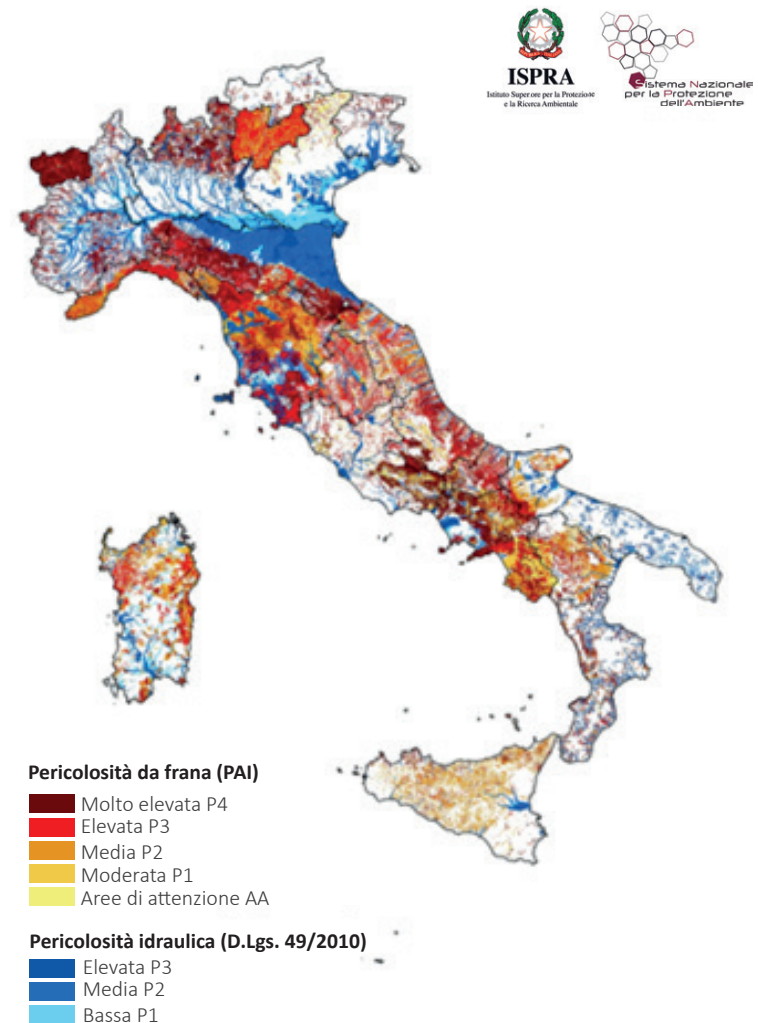 ISPRA
Istituto Superiore per la Protezione
e la Ricerca Ambientale
Sistema Nazionale
per la Protezione
dell'Ambiente
Pericolosità da frana (PAI)
Molto elevata P4
Elevata P3
Media P2
Moderata P1
Aree di attenzione AA
Pericolosità idraulica (D.Lgs. 49/2010)
Elevata P3
Media P2
Bassa P1